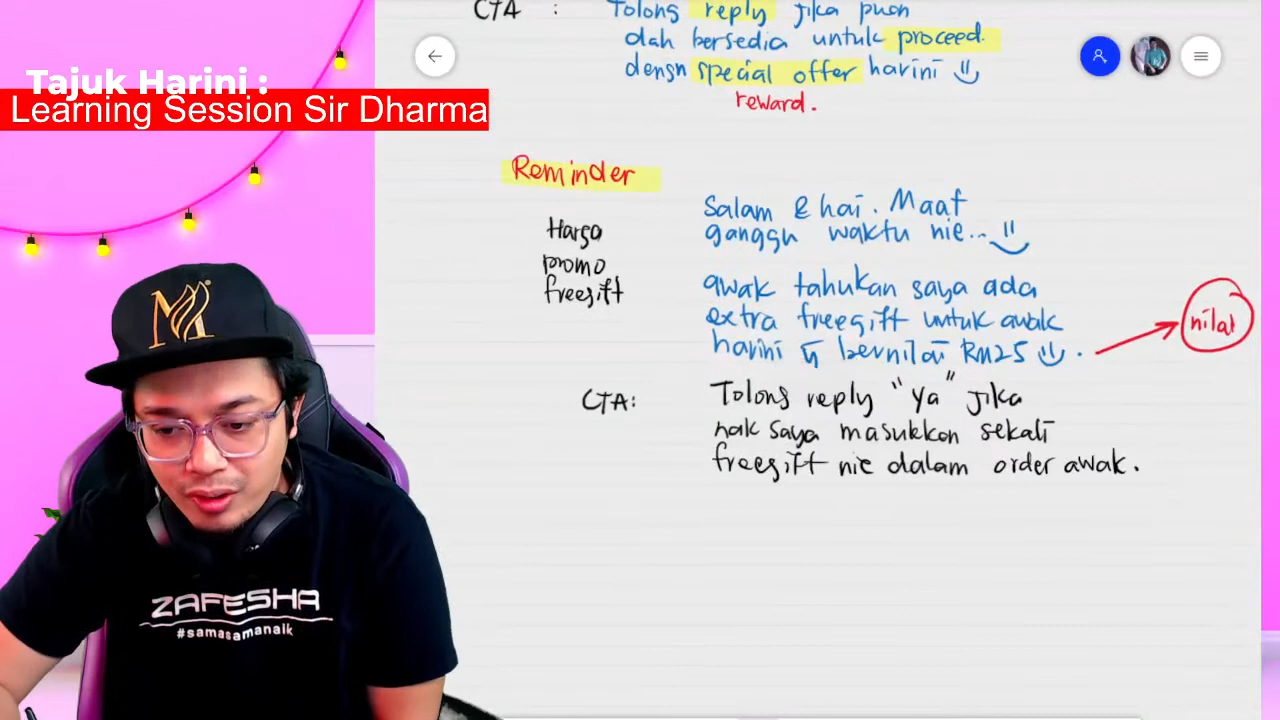 Tajuk Harini :
Learning Session Sir Dharma
CTA : Tolong reply jika puan
dah bersedia untuk proceed.
dengn special offer harini
reward.
Reminder
Harga
promo
freegift
Salam & hai. Maaf
ganggu waktu nie..
awak tahukan saya ada
extra freegift untuk awak
harini yg bernilai RM25
nilai
CTA:
Tolong reply "ya" jika
nak saya masukkan sekali
freegift nie dalam order awak.
ZAFESHA
#samasamanaik